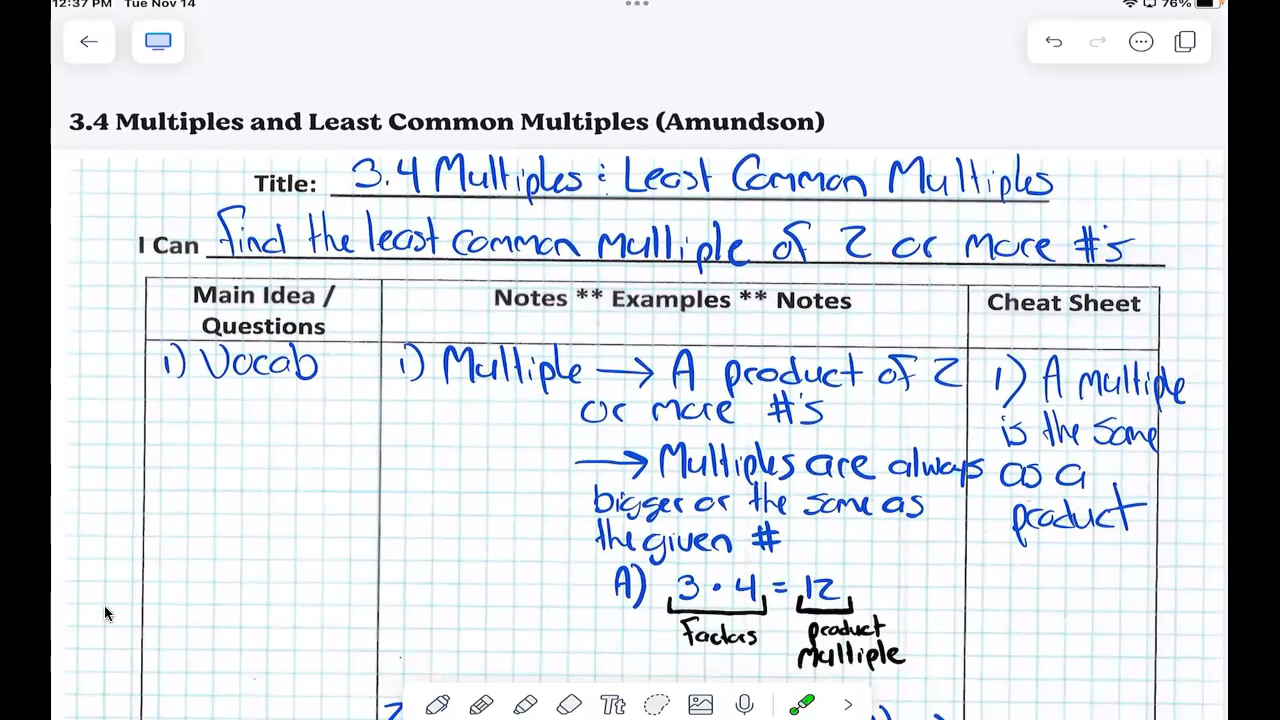 12:37 PM Tue Nov 14
76%
3.4 Multiples and Least Common Multiples (Amundson)
Title: 3.4 Multiples : Least Common Multiples
I Can find the least common multiple of 2 or more #'s
Main Idea / Questions
Notes ** Examples ** Notes
Cheat Sheet
1) Vocab
1) Multiple → A product of 2
or more #'s
→ Multiples are always
bigger or the same as
the given #
A) 3 · 4 = 12
Factors
product
multiple
1) A multiple
is the same
as a
product
Tt